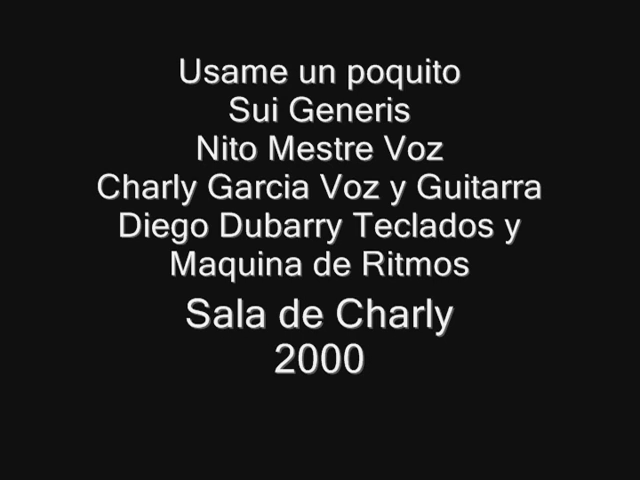 Usame un poquito
Sui Generis
Nito Mestre Voz
Charly Garcia Voz y Guitarra
Diego Dubarry Teclados y
Maquina de Ritmos
Sala de Charly
2000